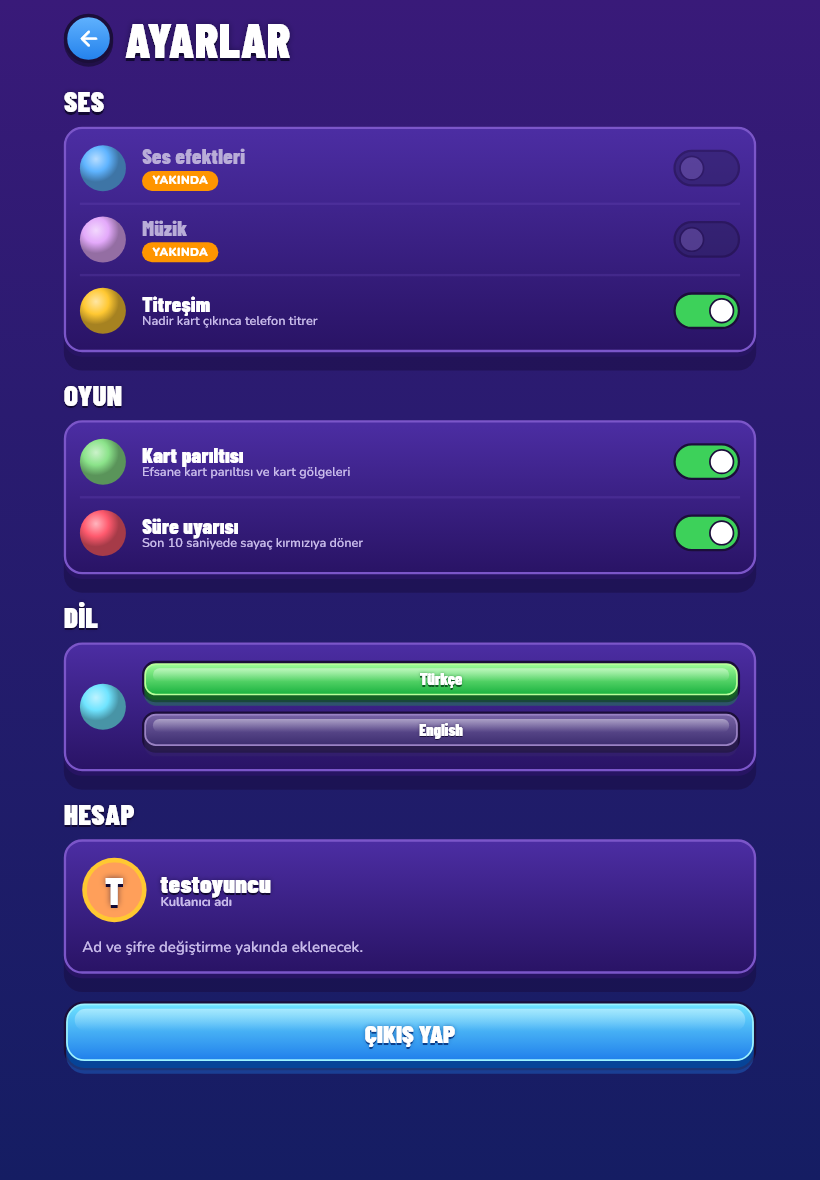 AYARLAR
SES
Ses efektleri
YAKINDA
Müzik
YAKINDA
Titreşim
Nadir kart çıkınca telefon titrer
OYUN
Kart parıltısı
Efsane kart parıltısı ve kart gölgeleri
Süre uyarısı
Son 10 saniyede sayaç kırmızıya döner
DİL
Türkçe
English
HESAP
T
testoyuncu
Kullanıcı adı
Ad ve şifre değiştirme yakında eklenecek.
ÇIKIŞ YAP